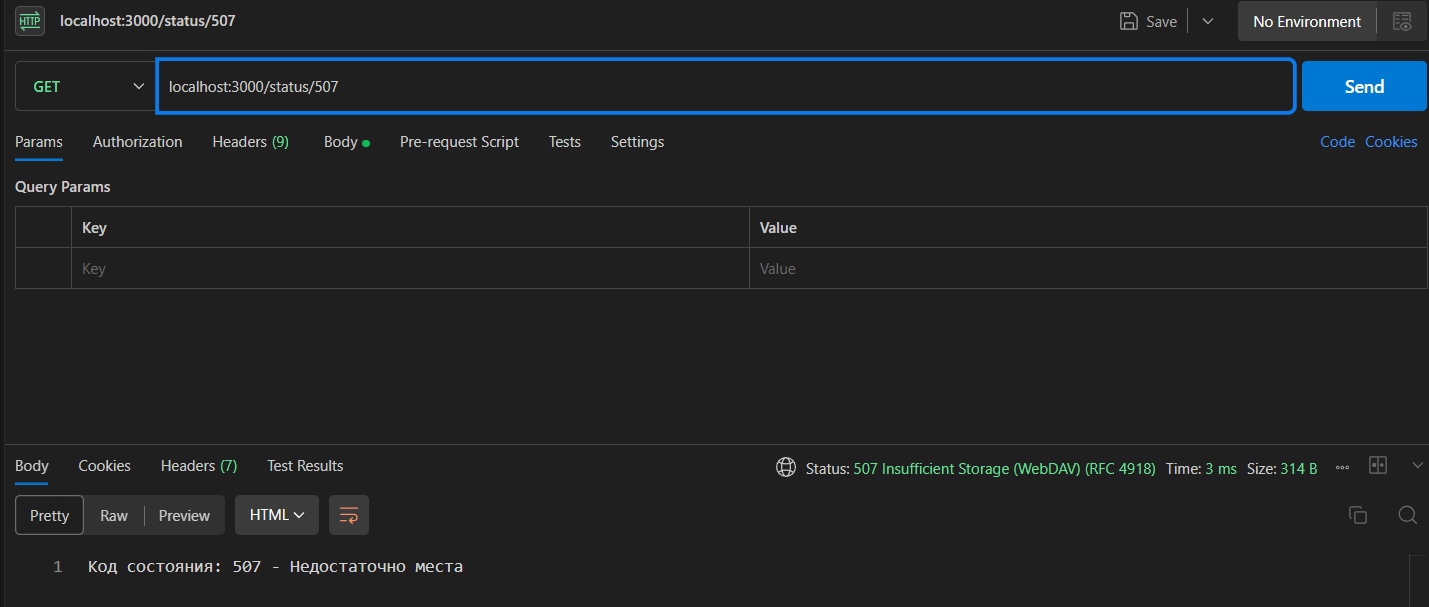 HTTP localhost:3000/status/507 Save No Environment
GET localhost:3000/status/507 Send
Params Authorization Headers (9) Body Pre-request Script Tests Settings Code Cookies
Query Params
Key Value
Key Value
Body Cookies Headers (7) Test Results Status: 507 Insufficient Storage (WebDAV) (RFC 4918) Time: 3 ms Size: 314 B
Pretty Raw Preview HTML
1 Код состояния: 507 - Недостаточно места